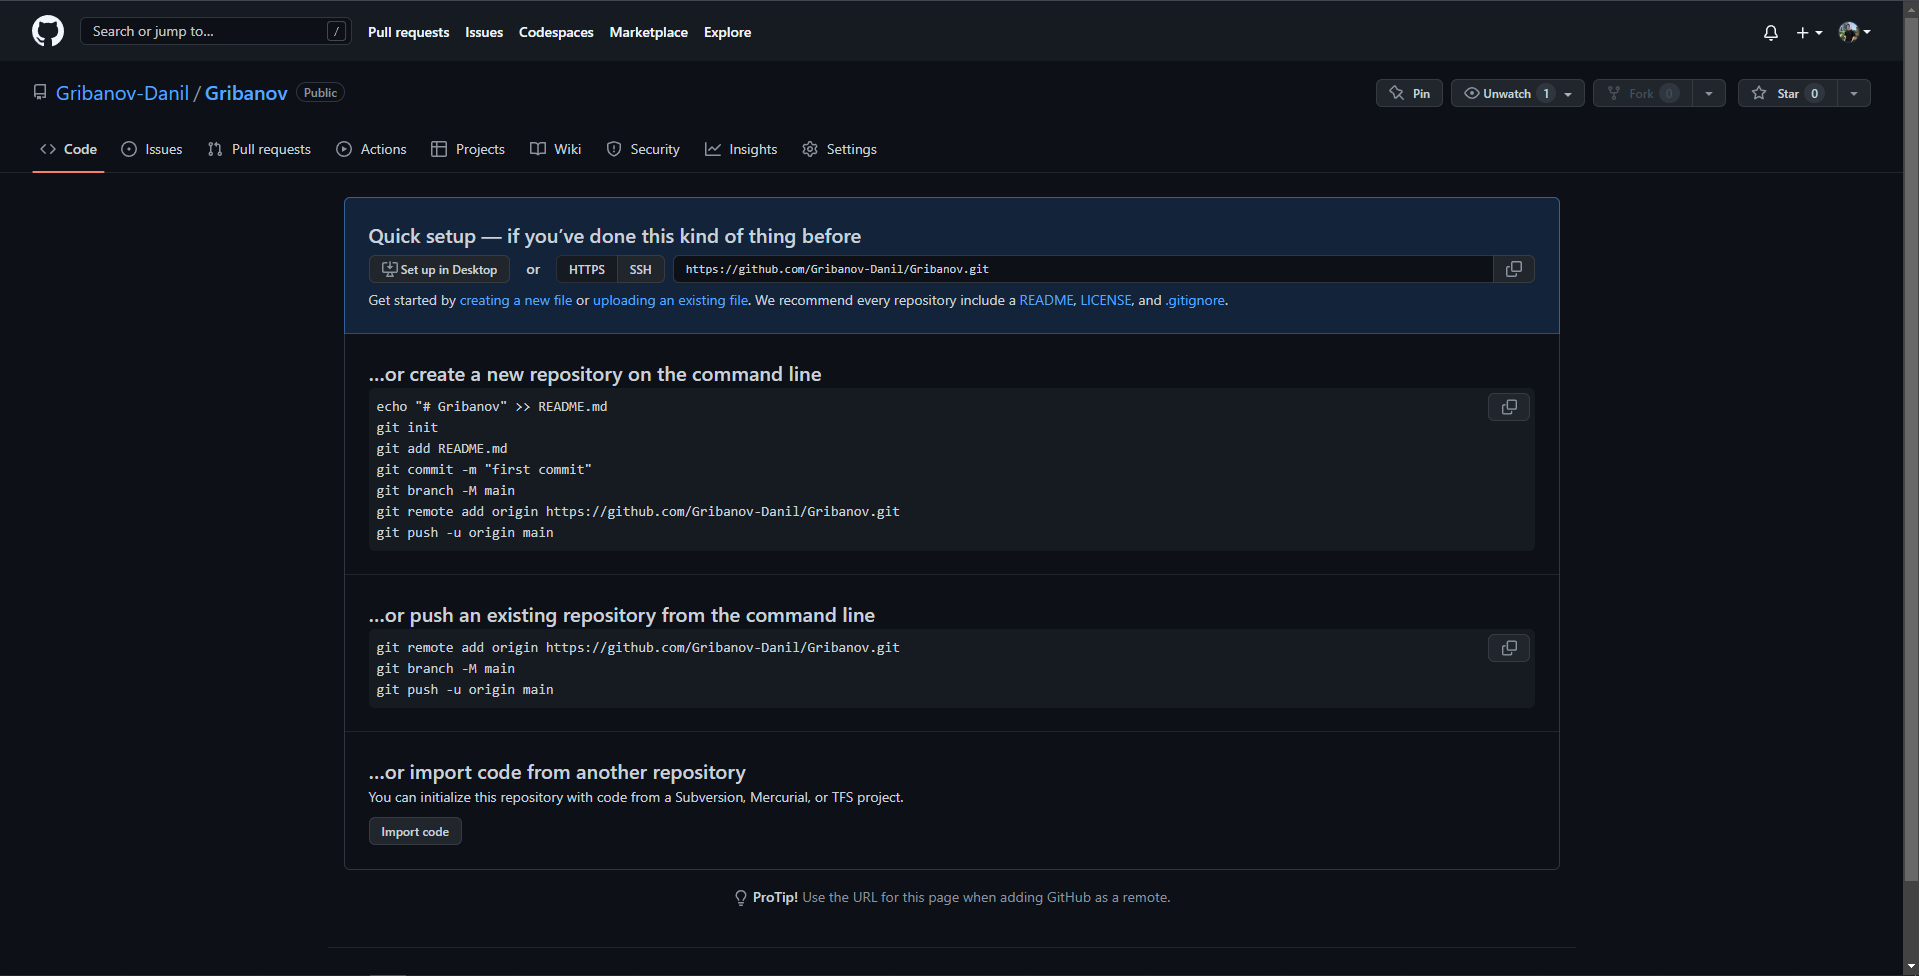 Search or jump to... /
Pull requests Issues Codespaces Marketplace Explore
Gribanov-Danil / Gribanov Public
Pin Unwatch 1 Fork 0 Star 0
Code Issues Pull requests Actions Projects Wiki Security Insights Settings
Quick setup — if you’ve done this kind of thing before
Set up in Desktop or HTTPS SSH https://github.com/Gribanov-Danil/Gribanov.git
Get started by creating a new file or uploading an existing file. We recommend every repository include a README, LICENSE, and .gitignore.
…or create a new repository on the command line
echo "# Gribanov" >> README.md
git init
git add README.md
git commit -m "first commit"
git branch -M main
git remote add origin https://github.com/Gribanov-Danil/Gribanov.git
git push -u origin main
…or push an existing repository from the command line
git remote add origin https://github.com/Gribanov-Danil/Gribanov.git
git branch -M main
git push -u origin main
…or import code from another repository
You can initialize this repository with code from a Subversion, Mercurial, or TFS project.
Import code
ProTip! Use the URL for this page when adding GitHub as a remote.